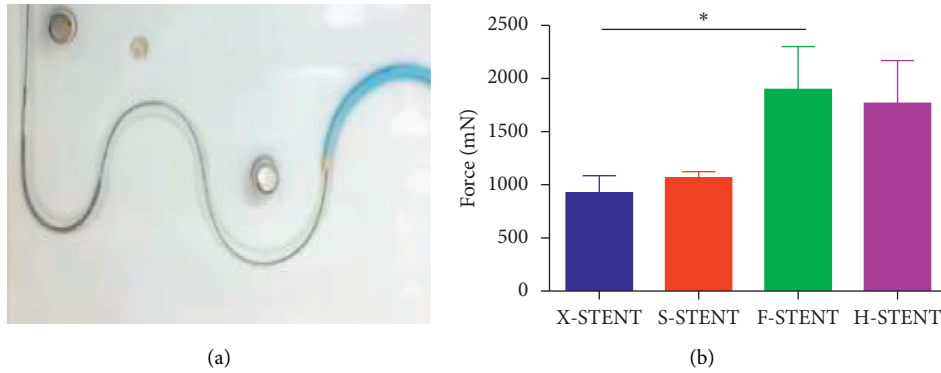 2500
*
2000
1500
1000
500
0
Force (mN)
X-STENT S-STENT F-STENT H-STENT
(a) (b)